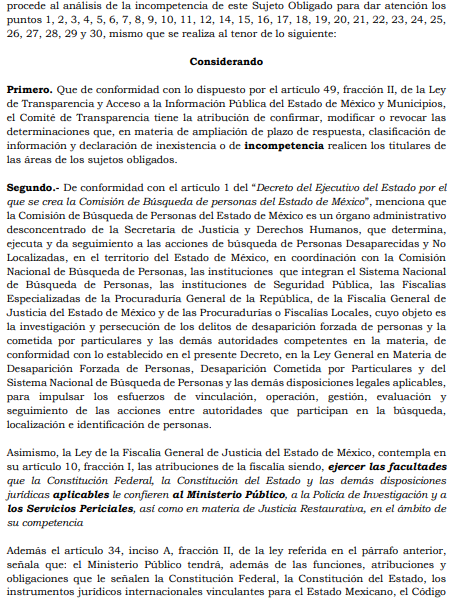 procede al análisis de la incompetencia de este Sujeto Obligado para dar atención los
puntos 1, 2, 3, 4, 5, 6, 7, 8, 9, 10, 11, 12, 14, 15, 16, 17, 18, 19, 20, 21, 22, 23, 24, 25,
26, 27, 28, 29 y 30, mismo que se realiza al tenor de lo siguiente:
Considerando
Primero. Que de conformidad con lo dispuesto por el articulo 49, fracción II, de la Ley
de Transparencia y Acceso a la Información Pública del Estado de México y Municipios,
el Comité de Transparencia tiene la atribución de confirmar, modificar o revocar las
determinaciones que, en materia de ampliación de plazo de respuesta, clasificación de
información y declaración de inexistencia o de incompetencia realicen los titulares de
las áreas de los sujetos obligados.
Segundo.- De conformidad con el articulo 1 del “Decreto del Ejecutivo del Estado por el
que se crea la Comisión de Búsqueda de personas del Estado de México”, menciona que
la Comisión de Búsqueda de Personas del Estado de México es un órgano administrativo
desconcentrado de la Secretaría de Justicia y Derechos Humanos, que determina,
ejecuta y da seguimiento a las acciones de búsqueda de Personas Desaparecidas y No
Localizadas, en el territorio del Estado de México, en coordinación con la Comisión
Nacional de Búsqueda de Personas, las instituciones que integran el Sistema Nacional
de Búsqueda de Personas, las instituciones de Seguridad Pública, las Fiscalías
Especializadas de la Procuraduría General de la República, de la Fiscalía General de
Justicia del Estado de México y de las Procuradurías o Fiscalías Locales, cuyo objeto es
la investigación y persecución de los delitos de desaparición forzada de personas y la
cometida por particulares y las demás autoridades competentes en la materia, de
conformidad con lo establecido en el presente Decreto, en la Ley General en Materia de
Desaparición Forzada de Personas, Desaparición Cometida por Particulares y del
Sistema Nacional de Búsqueda de Personas y las demás disposiciones legales aplicables,
para impulsar los esfuerzos de vinculación, operación, gestión, evaluación y
seguimiento de las acciones entre autoridades que participan en la búsqueda,
localización e identificación de personas.
Asimismo, la Ley de la Fiscalía General de Justicia del Estado de México, contempla en
su artículo 10, fracción I, las atribuciones de la fiscalía siendo, ejercer las facultades
que la Constitución Federal, la Constitución del Estado y las demás disposiciones
jurídicas aplicables le confieren al Ministerio Público, a la Policía de Investigación y a
los Servicios Periciales, así como en materia de Justicia Restaurativa, en el ámbito de
su competencia
Además el artículo 34, inciso A, fracción II, de la ley referida en el párrafo anterior,
señala que: el Ministerio Público tendrá, además de las funciones, atribuciones y
obligaciones que le señalen la Constitución Federal, la Constitución del Estado, los
instrumentos jurídicos internacionales vinculantes para el Estado Mexicano, el Código